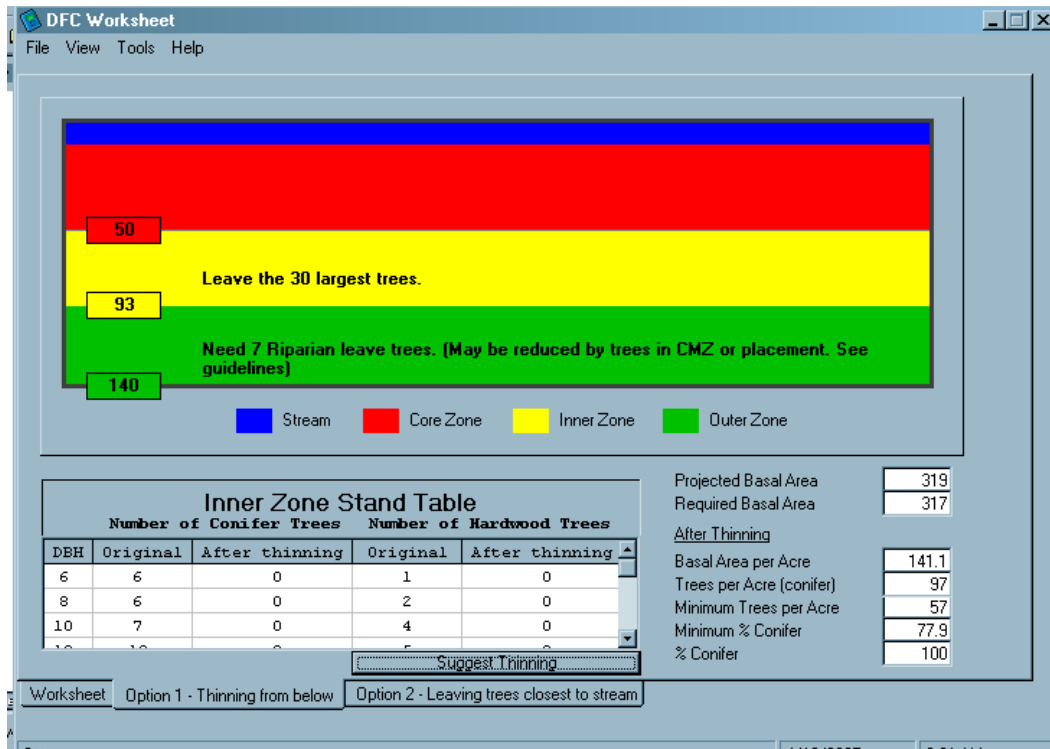 DFC Worksheet
File View Tools Help
50
Leave the 30 largest trees.
93
Need 7 Riparian leave trees. (May be reduced by trees in CMZ or placement. See
guidelines)
140
Stream Core Zone Inner Zone Outer Zone
Inner Zone Stand Table
Number of Conifer Trees Number of Hardwood Trees
DBH Original After thinning Original After thinning
6 6 0 1 0
8 6 0 2 0
10 7 0 4 0
Suggest Thinning
Projected Basal Area 319
Required Basal Area 317
After Thinning
Basal Area per Acre 141.1
Trees per Acre (conifer) 97
Minimum Trees per Acre 57
Minimum % Conifer 77.9
% Conifer 100
Worksheet Option 1 - Thinning from below Option 2 - Leaving trees closest to stream